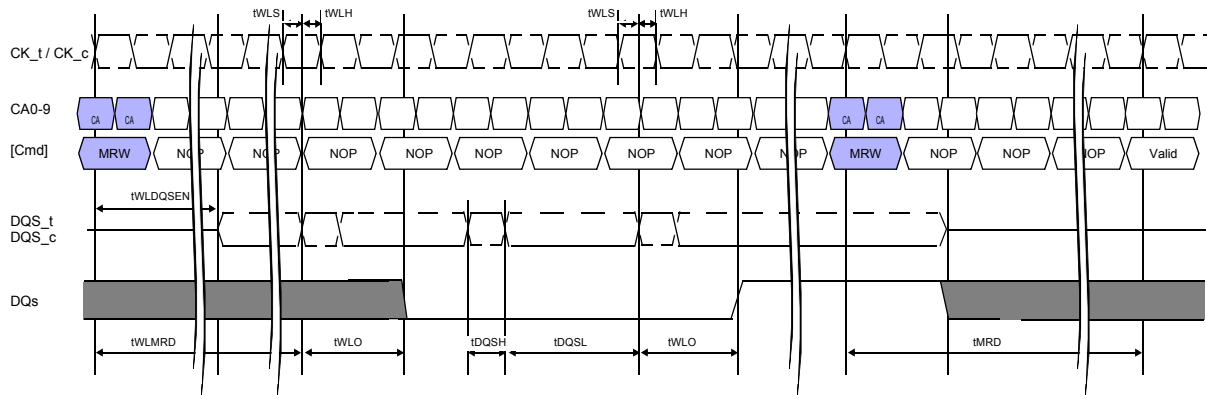 tWLS tWLH tWLS tWLH
CK_t / CK_c
CA0-9 CA CA CA CA
[Cmd] MRW NOP NOP NOP NOP NOP NOP NOP NOP NOP MRW NOP NOP NOP Valid
tWLDQSEN
DQS_t
DQS_c
DQs
tWLMRD tWLO tDQSH tDQSL tWLO tMRD